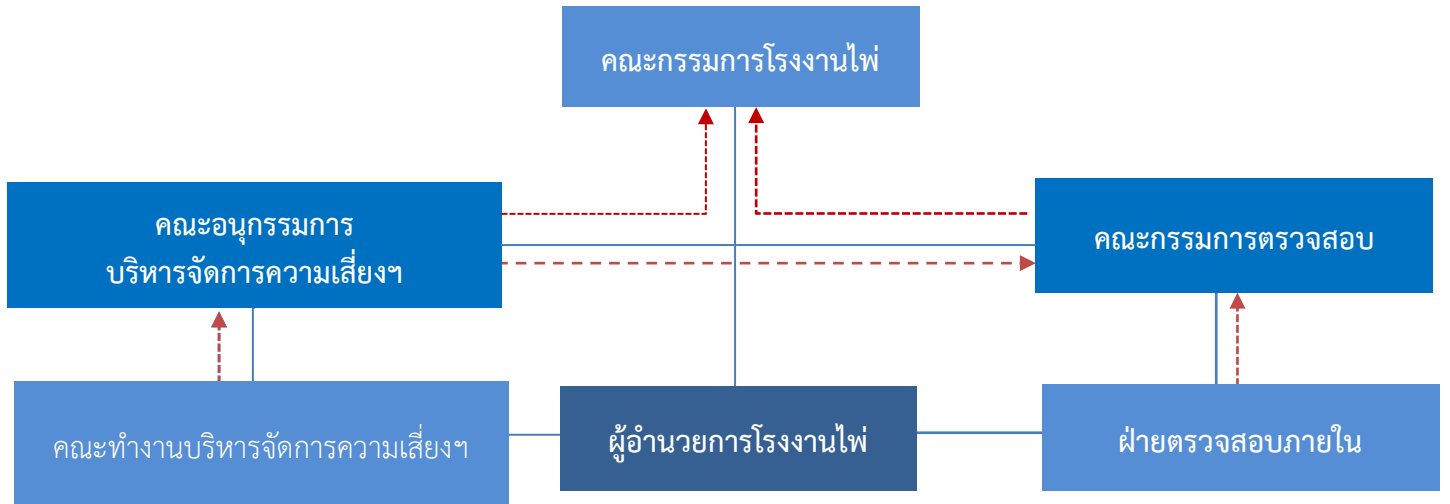 คณะกรรมการโรงงานไพ่
คณะอนุกรรมการ
บริหารจัดการความเสี่ยงฯ
คณะกรรมการตรวจสอบ
คณะทำงานบริหารจัดการความเสี่ยงฯ
ผู้อำนวยการโรงงานไพ่
ฝ่ายตรวจสอบภายใน